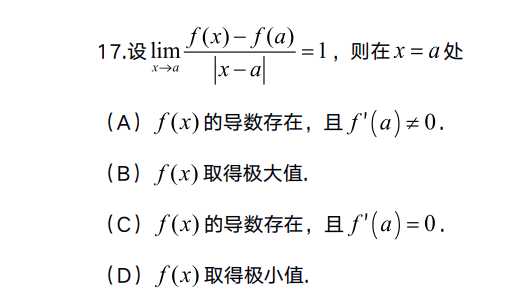 17.设 $\lim\limits_{x \to a} \frac{f(x)-f(a)}{|x-a|}=1$，则在 $x=a$ 处
（A）$f(x)$ 的导数存在，且 $f'(a) \neq 0$.
（B）$f(x)$ 取得极大值.
（C）$f(x)$ 的导数存在，且 $f'(a)=0$.
（D）$f(x)$ 取得极小值.